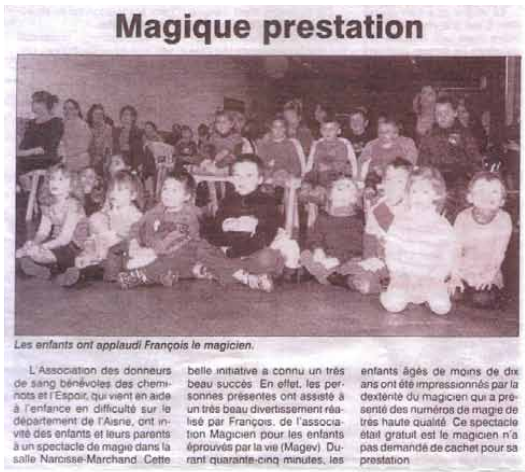 Magique prestation
Les enfants ont applaudi François le magicien.
L'Association des donneurs
de sang bénévoles des chemi-
nots et l'Espoir, qui vient en aide
à l'enfance en difficulté sur le
département de l'Aisne, ont in-
vité des enfants et leurs parents
à un spectacle de magie dans la
salle Narcisse-Marchand. Cette
belle initiative a connu un très
beau succès. En effet, les per-
sonnes présentes ont assisté à
un très beau divertissement réa-
lisé par François, de l'associa-
tion Magicien pour les enfants
éprouvés par la vie (Magev). Du-
rant quarante-cinq minutes, les
enfants âgés de moins de dix
ans ont été impressionnés par la
dextérité du magicien qui a pré-
senté des numéros de magie de
très haute qualité. Ce spectacle
était gratuit est le magicien n'a
pas demandé de cachet pour sa
prestation